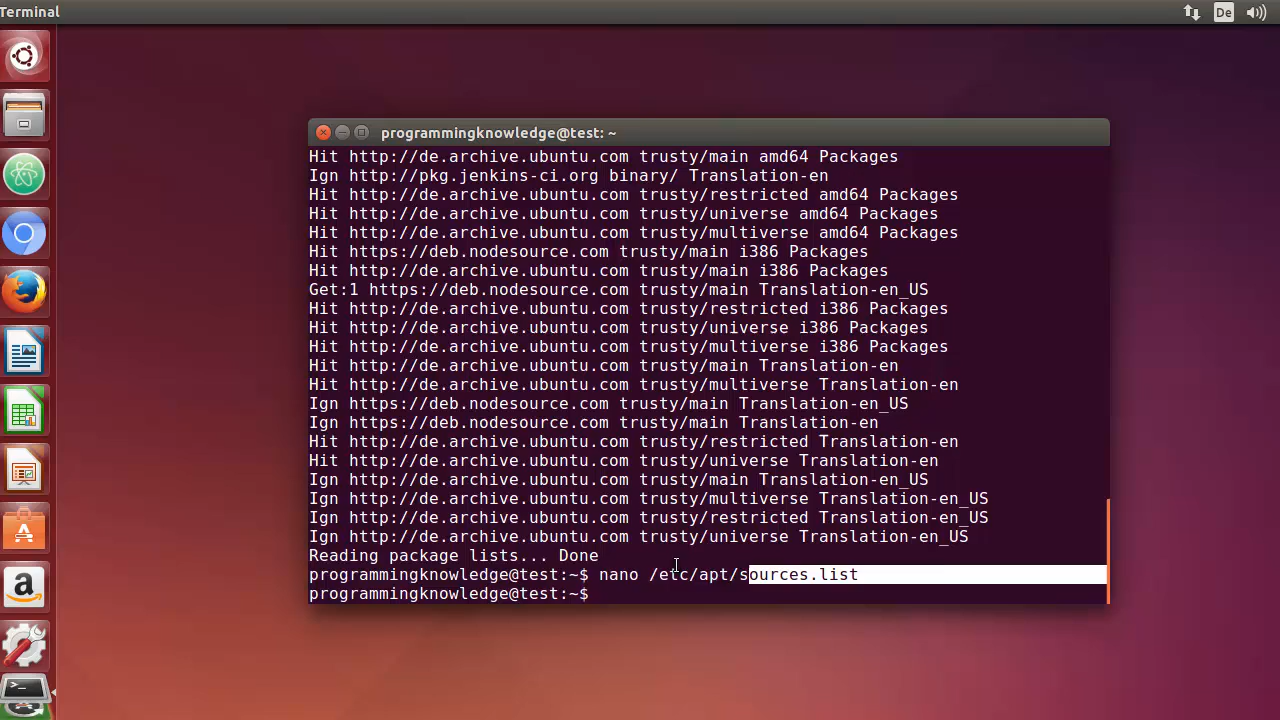 Terminal
De
programmingknowledge@test: ~
Hit http://de.archive.ubuntu.com trusty/main amd64 Packages
Ign http://pkg.jenkins-ci.org binary/ Translation-en
Hit http://de.archive.ubuntu.com trusty/restricted amd64 Packages
Hit http://de.archive.ubuntu.com trusty/universe amd64 Packages
Hit http://de.archive.ubuntu.com trusty/multiverse amd64 Packages
Hit https://deb.nodesource.com trusty/main i386 Packages
Hit http://de.archive.ubuntu.com trusty/main i386 Packages
Get:1 https://deb.nodesource.com trusty/main Translation-en_US
Hit http://de.archive.ubuntu.com trusty/restricted i386 Packages
Hit http://de.archive.ubuntu.com trusty/universe i386 Packages
Hit http://de.archive.ubuntu.com trusty/multiverse i386 Packages
Hit http://de.archive.ubuntu.com trusty/main Translation-en
Hit http://de.archive.ubuntu.com trusty/multiverse Translation-en
Ign https://deb.nodesource.com trusty/main Translation-en_US
Ign https://deb.nodesource.com trusty/main Translation-en
Hit http://de.archive.ubuntu.com trusty/restricted Translation-en
Hit http://de.archive.ubuntu.com trusty/universe Translation-en
Ign http://de.archive.ubuntu.com trusty/main Translation-en_US
Ign http://de.archive.ubuntu.com trusty/multiverse Translation-en_US
Ign http://de.archive.ubuntu.com trusty/restricted Translation-en_US
Ign http://de.archive.ubuntu.com trusty/universe Translation-en_US
Reading package lists... Done
programmingknowledge@test:~$ nano /etc/apt/sources.list
programmingknowledge@test:~$